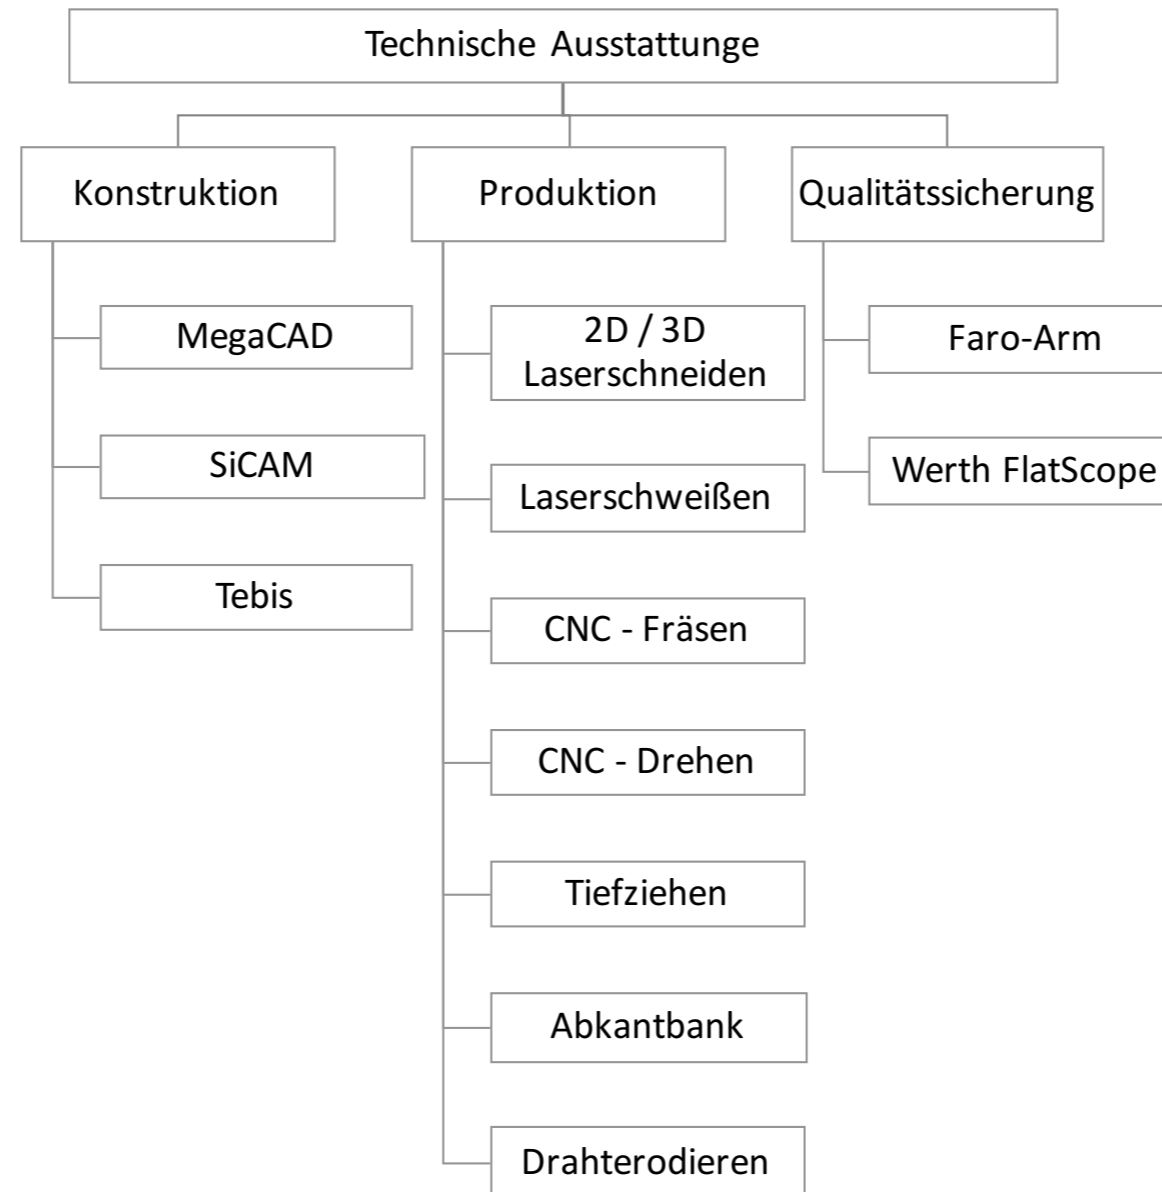 Technische Ausstattunge
Konstruktion
MegaCAD
SiCAM
Tebis
Produktion
2D / 3D
Laserschneiden
Laserschweißen
CNC - Fräsen
CNC - Drehen
Tiefziehen
Abkantbank
Drahterodieren
Qualitätssicherung
Faro-Arm
Werth FlatScope